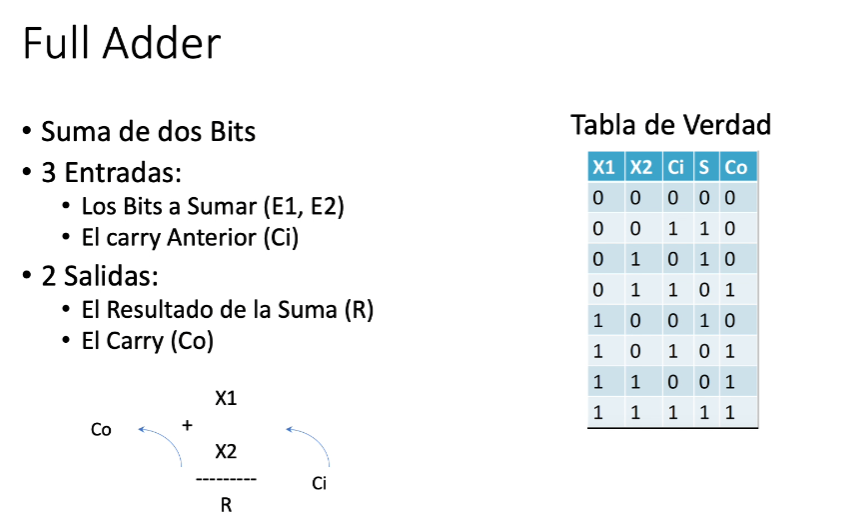 Full Adder
• Suma de dos Bits
• 3 Entradas:
• Los Bits a Sumar (E1, E2)
• El carry Anterior (Ci)
• 2 Salidas:
• El Resultado de la Suma (R)
• El Carry (Co)
X1
Co +
X2
---------
Ci
R
Tabla de Verdad
X1 X2 Ci S Co
0 0 0 0 0
0 0 1 1 0
0 1 0 1 0
0 1 1 0 1
1 0 0 1 0
1 0 1 0 1
1 1 0 0 1
1 1 1 1 1